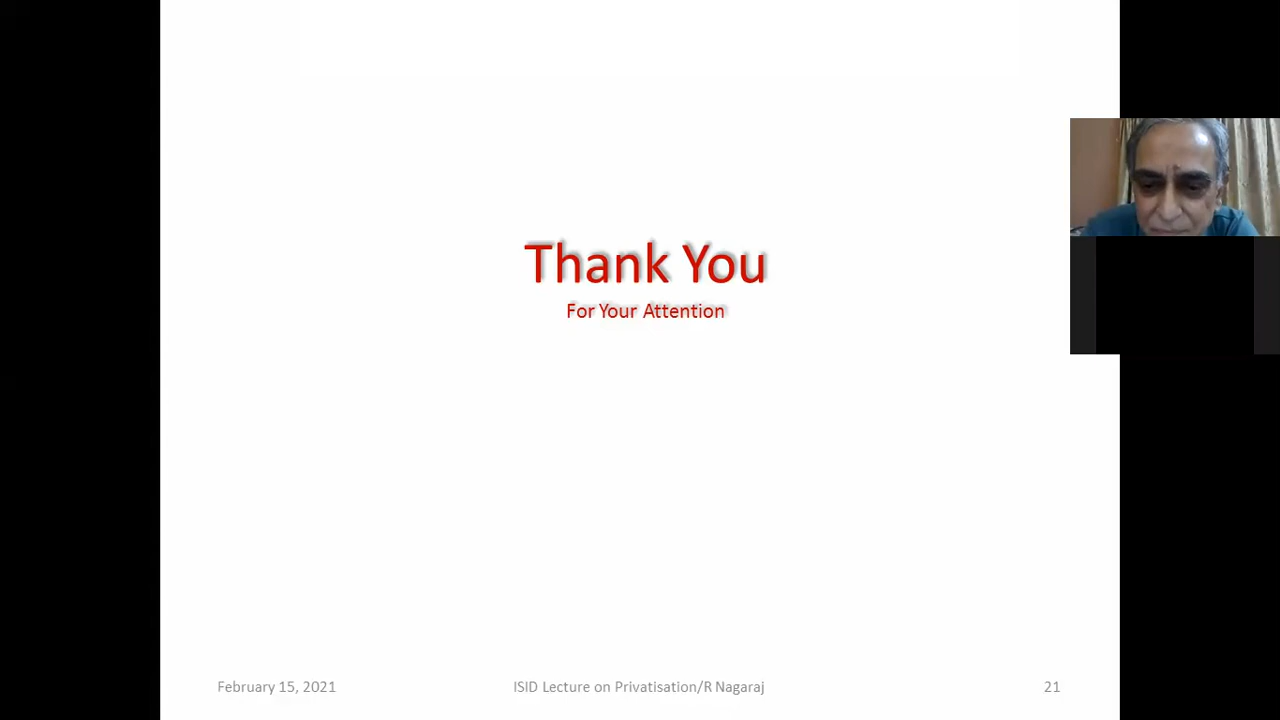 Thank You
For Your Attention
February 15, 2021
ISID Lecture on Privatisation/R Nagaraj
21